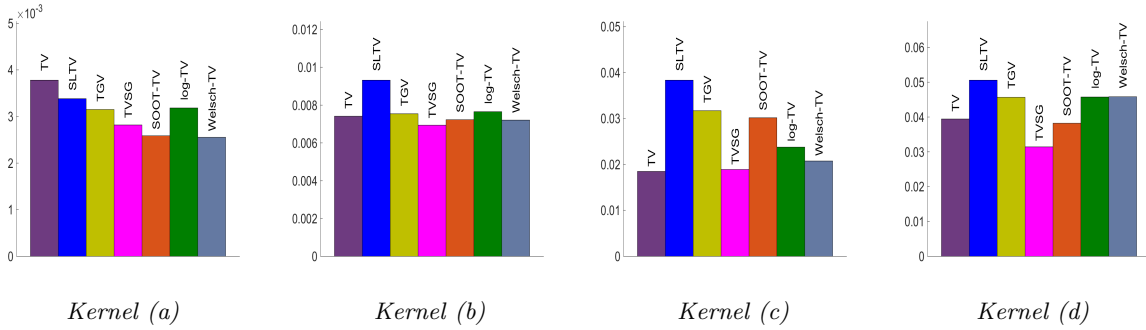 ×10⁻³
5
4
3
2
1
0
TV
SLTV
TGV
TVSG
SOOT-TV
log-TV
Welsch-TV
Kernel (a)
0.012
0.01
0.008
0.006
0.004
0.002
0
TV
SLTV
TGV
TVSG
SOOT-TV
log-TV
Welsch-TV
Kernel (b)
0.05
0.04
0.03
0.02
0.01
0
TV
SLTV
TGV
TVSG
SOOT-TV
log-TV
Welsch-TV
Kernel (c)
0.06
0.05
0.04
0.03
0.02
0.01
0
TV
SLTV
TGV
TVSG
SOOT-TV
log-TV
Welsch-TV
Kernel (d)